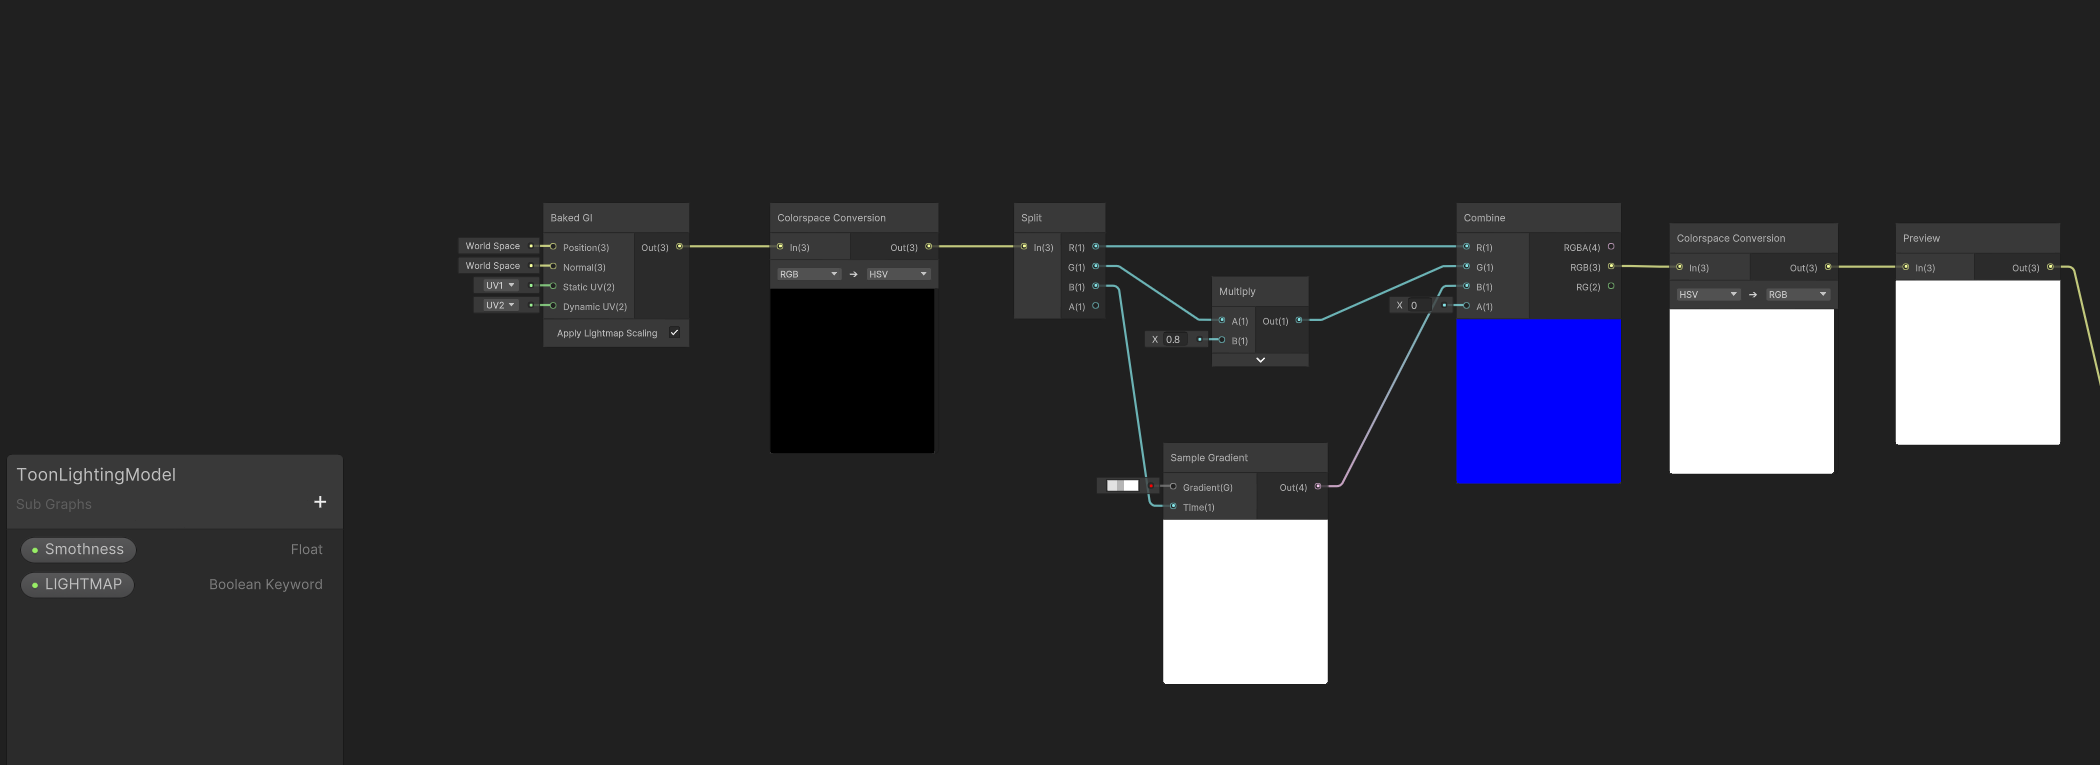 Baked GI
World Space
Position(3)
Out(3)
World Space
Normal(3)
UV1
Static UV(2)
UV2
Dynamic UV(2)
Apply Lightmap Scaling
Colorspace Conversion
In(3)
Out(3)
RGB
HSV
Split
In(3)
R(1)
G(1)
B(1)
A(1)
Multiply
A(1)
Out(1)
X 0.8
B(1)
Sample Gradient
Gradient(G)
Out(4)
Time(1)
Combine
R(1)
RGBA(4)
G(1)
RGB(3)
B(1)
RG(2)
X 0
A(1)
Colorspace Conversion
In(3)
Out(3)
HSV
RGB
Preview
In(3)
Out(3)
ToonLightingModel
Sub Graphs
+
Smothness
Float
LIGHTMAP
Boolean Keyword